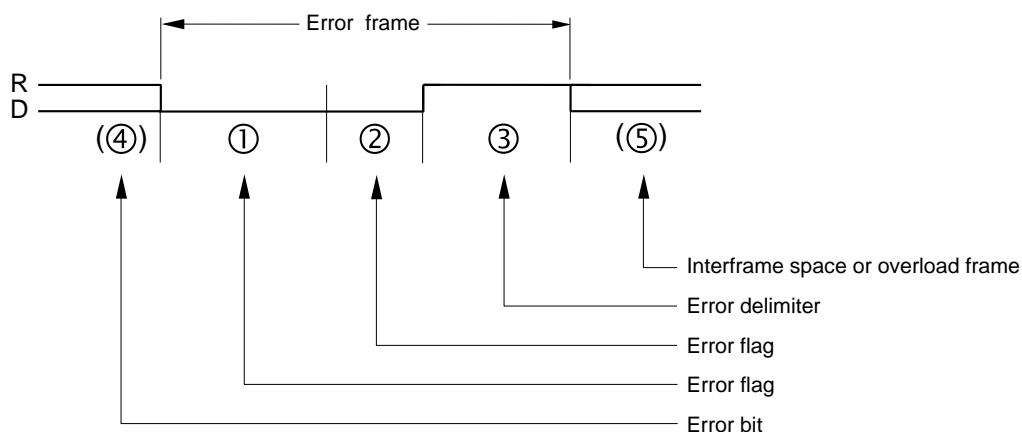 Error frame
R
D
(④) ① ② ③ (⑤)
Interframe space or overload frame
Error delimiter
Error flag
Error flag
Error bit